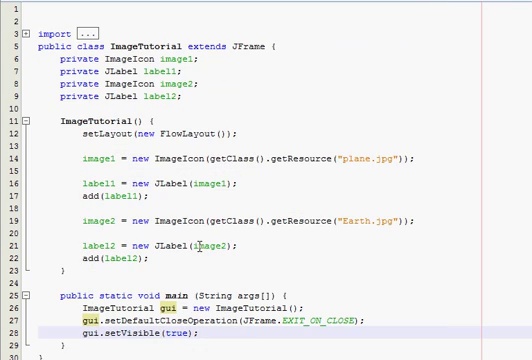 1
2
3 import ...
5 public class ImageTutorial extends JFrame {
6 private ImageIcon image1;
7 private JLabel label1;
8 private ImageIcon image2;
9 private JLabel label2;
10
11 ImageTutorial() {
12 setLayout(new FlowLayout());
13
14 image1 = new ImageIcon(getClass().getResource("plane.jpg"));
15
16 label1 = new JLabel(image1);
17 add(label1);
18
19 image2 = new ImageIcon(getClass().getResource("Earth.jpg"));
20
21 label2 = new JLabel(image2);
22 add(label2);
23 }
24
25 public static void main (String args[]) {
26 ImageTutorial gui = new ImageTutorial();
27 gui.setDefaultCloseOperation(JFrame.EXIT_ON_CLOSE);
28 gui.setVisible(true);
29 }
30 }